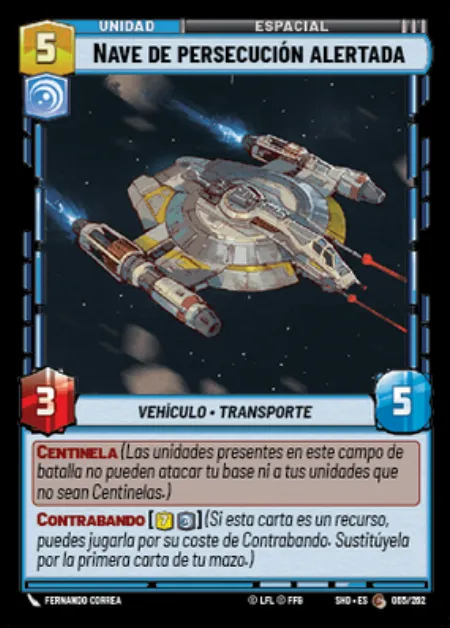 UNIDAD
ESPACIAL
5
NAVE DE PERSECUCIÓN ALERTADA
3
VEHÍCULO • TRANSPORTE
5
CENTINELA (Las unidades presentes en este campo de
batalla no pueden atacar tu base ni a tus unidades que
no sean Centinelas.)
CONTRABANDO [7 ] (Si esta carta es un recurso,
puedes jugarla por su coste de Contrabando. Sustitúyela
por la primera carta de tu mazo.)
FERNANDO CORREA
© LFL © FFG
SHD • ES
065/262